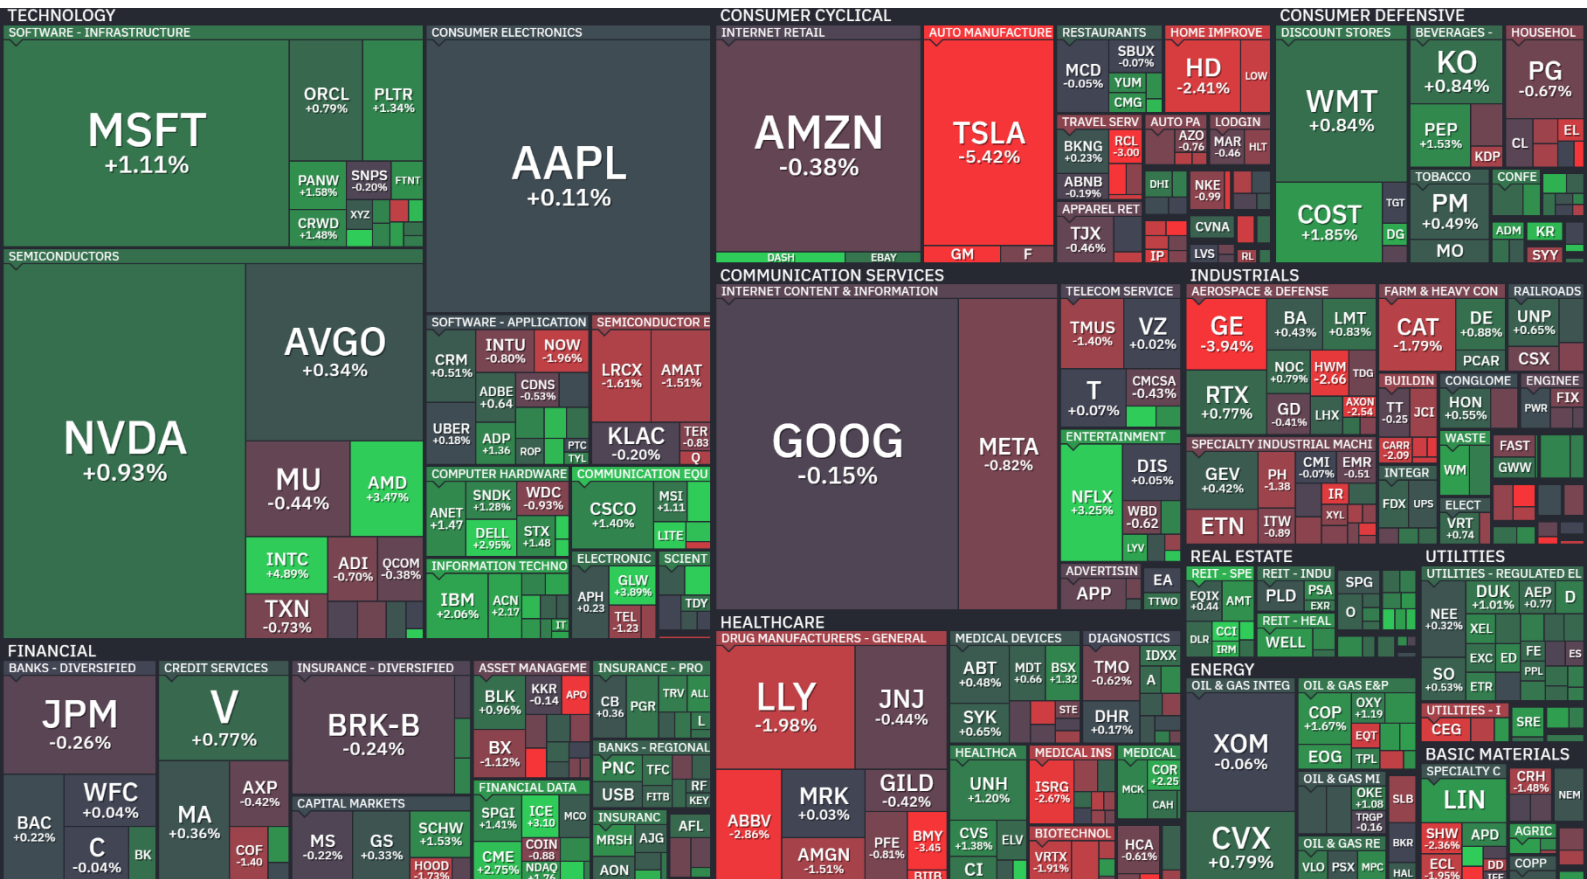 TECHNOLOGY
SOFTWARE - INFRASTRUCTURE
MSFT
+1.11%
ORCL
+0.79%
PLTR
+1.34%
PANW
+1.58%
SNPS
-0.20%
FTNT
CRWD
+1.48%
XYZ
CONSUMER ELECTRONICS
AAPL
+0.11%
SEMICONDUCTORS
NVDA
+0.93%
AVGO
+0.34%
MU
-0.44%
AMD
+3.47%
INTC
+4.89%
ADI
-0.70%
QCOM
-0.38%
TXN
-0.73%
SOFTWARE - APPLICATION
CRM
+0.51%
INTU
-0.80%
NOW
-1.96%
ADBE
+0.64
CDNS
-0.53%
UBER
+0.18%
ADP
+1.36
ROP
PTC
TYL
SEMICONDUCTOR E
LRCX
-1.61%
AMAT
-1.51%
KLAC
-0.20%
TER
-0.83
Q
COMPUTER HARDWARE
ANET
+1.47
SNDK
+1.28%
WDC
-0.93%
DELL
+2.95%
STX
+1.48
COMMUNICATION EQU
CSCO
+1.40%
MSI
+1.11
LITE
INFORMATION TECHNO
IBM
+2.06%
ACN
+2.17
IT
ELECTRONIC
APH
+0.23
GLW
+3.89%
TEL
-1.23
SCIENT
TDY
CONSUMER CYCLICAL
INTERNET RETAIL
AMZN
-0.38%
DASH
EBAY
AUTO MANUFACTURE
TSLA
-5.42%
GM
F
RESTAURANTS
MCD
-0.05%
SBUX
-0.07%
YUM
CMG
HOME IMPROVE
HD
-2.41%
LOW
TRAVEL SERV
BKNG
+0.23%
RCL
-3.00
ABNB
-0.19%
AUTO PA
AZO
-0.76
LODGIN
MAR
-0.46
HLT
DHI
NKE
-0.99
APPAREL RET
TJX
-0.46%
IP
CVNA
LVS
RL
CONSUMER DEFENSIVE
DISCOUNT STORES
WMT
+0.84%
COST
+1.85%
TGT
DG
BEVERAGES -
KO
+0.84%
PEP
+1.53%
KDP
HOUSEHOL
PG
-0.67%
CL
EL
TOBACCO
PM
+0.49%
MO
CONFE
ADM
KR
SYY
COMMUNICATION SERVICES
INTERNET CONTENT & INFORMATION
GOOG
-0.15%
META
-0.82%
TELECOM SERVICE
TMUS
-1.40%
VZ
+0.02%
T
+0.07%
CMCSA
-0.43%
ENTERTAINMENT
NFLX
+3.25%
DIS
+0.05%
WBD
-0.62
LYV
ADVERTISIN
APP
EA
TTWO
INDUSTRIALS
AEROSPACE & DEFENSE
GE
-3.94%
BA
+0.43%
LMT
+0.83%
RTX
+0.77%
NOC
+0.79%
HWM
-2.66
TDG
GD
-0.41%
LHX
AXON
-2.54
FARM & HEAVY CON
CAT
-1.79%
DE
+0.88%
PCAR
RAILROADS
UNP
+0.65%
CSX
BUILDIN
TT
-0.25
JCI
CARR
-2.09
CONGLOME
HON
+0.55%
ENGINEE
PWR
FIX
SPECIALTY INDUSTRIAL MACHI
GEV
+0.42%
PH
-1.38
CMI
-0.07%
EMR
-0.51
ETN
ITW
-0.89
IR
XYL
INTEGR
FDX
UPS
WASTE
WM
FAST
GWW
ELECT
VRT
+0.74
FINANCIAL
BANKS - DIVERSIFIED
JPM
-0.26%
BAC
+0.22%
WFC
+0.04%
C
-0.04%
BK
CREDIT SERVICES
V
+0.77%
MA
+0.36%
AXP
-0.42%
COF
-1.40
INSURANCE - DIVERSIFIED
BRK-B
-0.24%
CAPITAL MARKETS
MS
-0.22%
GS
+0.33%
SCHW
+1.53%
HOOD
-1.73%
ASSET MANAGEME
BLK
+0.96%
KKR
-0.14
APO
BX
-1.12%
FINANCIAL DATA
SPGI
+1.41%
ICE
+3.10
MCO
CME
+2.75%
COIN
-0.88
NDAQ
+1.76
INSURANCE - PRO
CB
+0.36
PGR
TRV
ALL
L
BANKS - REGIONAL
PNC
TFC
USB
FITB
RF
KEY
INSURANC
MRSH
AJG
AFL
AON
HEALTHCARE
DRUG MANUFACTURERS - GENERAL
LLY
-1.98%
JNJ
-0.44%
ABBV
-2.86%
MRK
+0.03%
GILD
-0.42%
AMGN
-1.51%
PFE
-0.81%
BMY
-3.45
BIIB
MEDICAL DEVICES
ABT
+0.48%
MDT
+0.66
BSX
+1.32
SYK
+0.65%
STE
DIAGNOSTICS
TMO
-0.62%
IDXX
A
DHR
+0.17%
HEALTHCA
UNH
+1.20%
CVS
+1.38%
ELV
CI
MEDICAL INS
ISRG
-2.67%
MEDICAL
MCK
COR
+2.25
CAH
BIOTECHNOL
VRTX
-1.91%
HCA
-0.61%
REAL ESTATE
REIT - SPE
EQIX
+0.44
AMT
DLR
CCI
IRM
REIT - INDU
PLD
PSA
EXR
REIT - HEAL
WELL
SPG
O
UTILITIES
UTILITIES - REGULATED EL
NEE
+0.32%
DUK
+1.01%
AEP
+0.77
D
XEL
EXC
ED
FE
ES
PPL
SO
+0.53%
ETR
UTILITIES - I
CEG
SRE
ENERGY
OIL & GAS INTEG
XOM
-0.06%
CVX
+0.79%
OIL & GAS E&P
COP
+1.67%
OXY
+1.19
EQT
EOG
TPL
OIL & GAS MI
OKE
+1.08
TRGP
-0.16
SLB
BKR
HAL
OIL & GAS RE
VLO
PSX
MPC
BASIC MATERIALS
SPECIALTY C
LIN
CRH
-1.48%
NEM
SHW
-2.36%
APD
ECL
-1.95%
DD
IFF
AGRIC
COPP